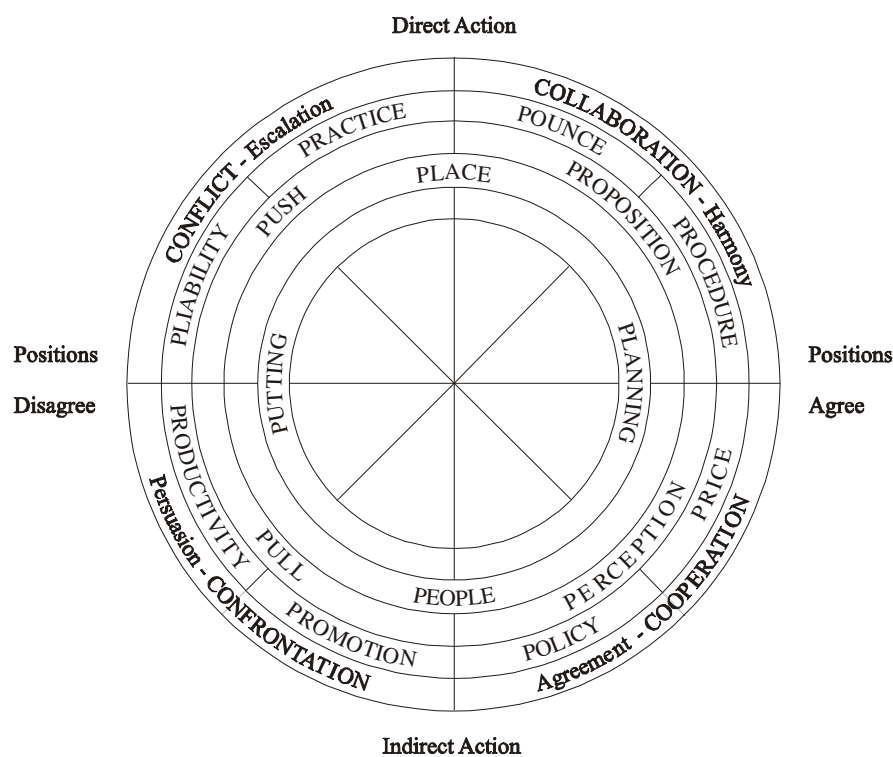 Direct Action
CONFLICT - Escalation
COLLABORATION - Harmony
PRACTICE
POUNCE
PLIABILITY
PROCEDURE
PUSH
PROPOSITION
PLACE
PUTTING
PLANNING
Positions
Disagree
Positions
Agree
PEOPLE
PULL
PERCEPTION
PRODUCTIVITY
PRICE
PROMOTION
POLICY
Persuasion - CONFRONTATION
Agreement - COOPERATION
Indirect Action